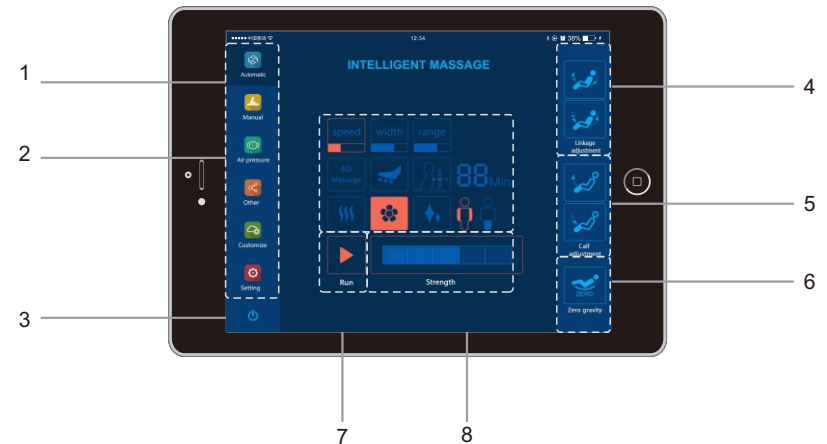 12:34
38%
INTELLIGENT MASSAGE
1
Automatic
2
Manual
Air pressure
Other
Customize
Setting
3
speed
width
range
4D
Massage
88 Min
Run
Strength
4
Linkage
adjustment
5
Calf
adjustment
6
ZERO
Zero gravity
7
8